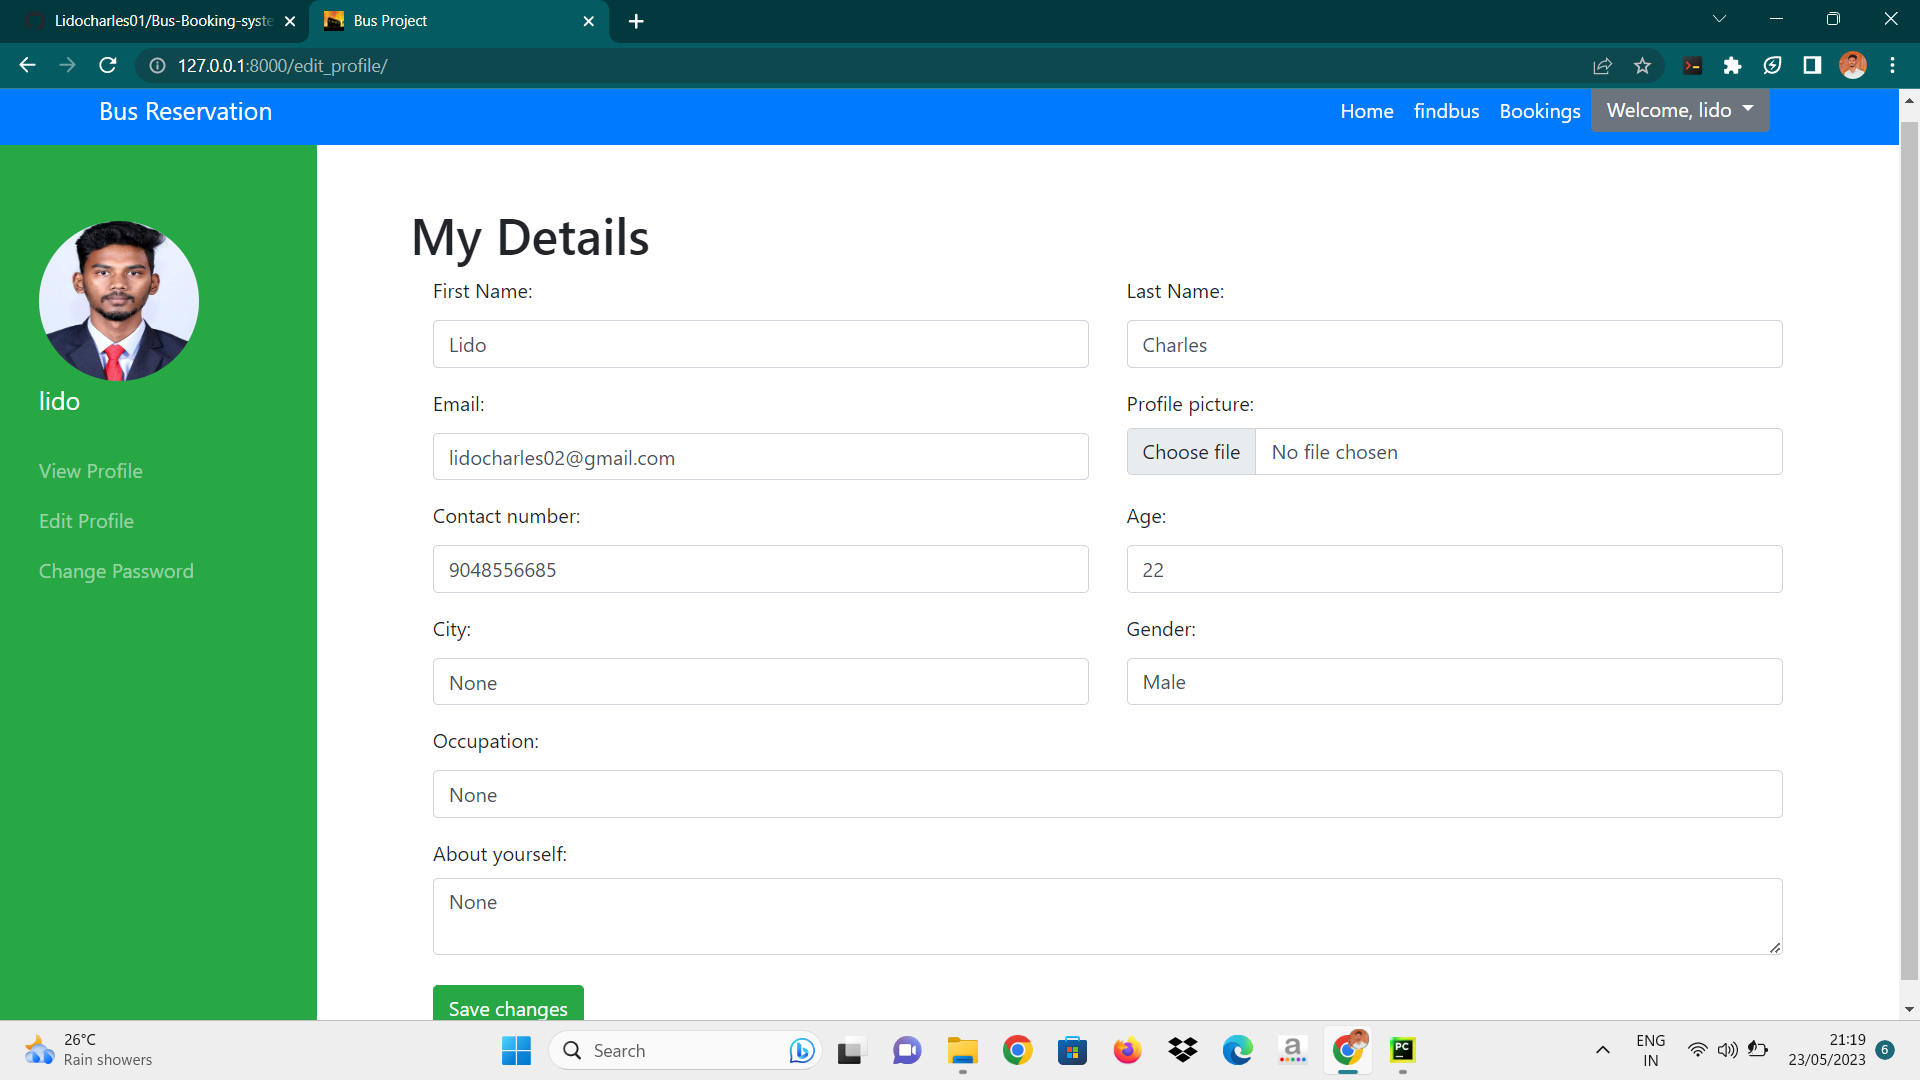 Lidocharles01/Bus-Booking-syste
Bus Project
127.0.0.1:8000/edit_profile/
Bus Reservation
Home findbus Bookings Welcome, lido
lido
View Profile
Edit Profile
Change Password
My Details
First Name: Last Name:
Lido Charles
Email: Profile picture:
lidocharles02@gmail.com Choose file No file chosen
Contact number: Age:
9048556685 22
City: Gender:
None Male
Occupation:
None
About yourself:
None
Save changes
26°C
Rain showers
Search
PC
ENG
IN
21:19
23/05/2023
6